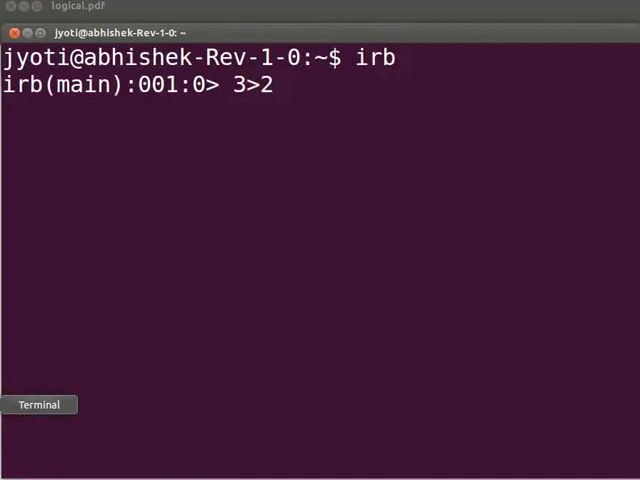 logical.pdf
jyoti@abhishek-Rev-1-0: ~
jyoti@abhishek-Rev-1-0:~$ irb
irb(main):001:0> 3>2
Terminal